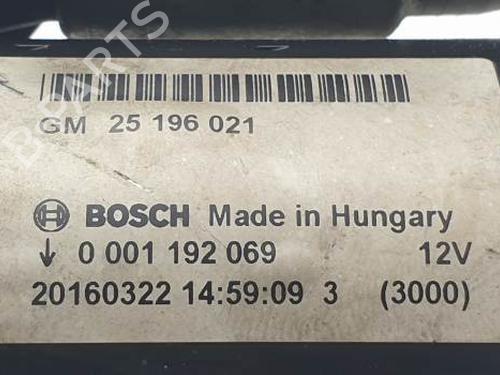 B PARTS
GM 25 196 021
BOSCH Made in Hungary
↓ 0 001 192 069 12V
20160322 14:59:09 3 (3000)